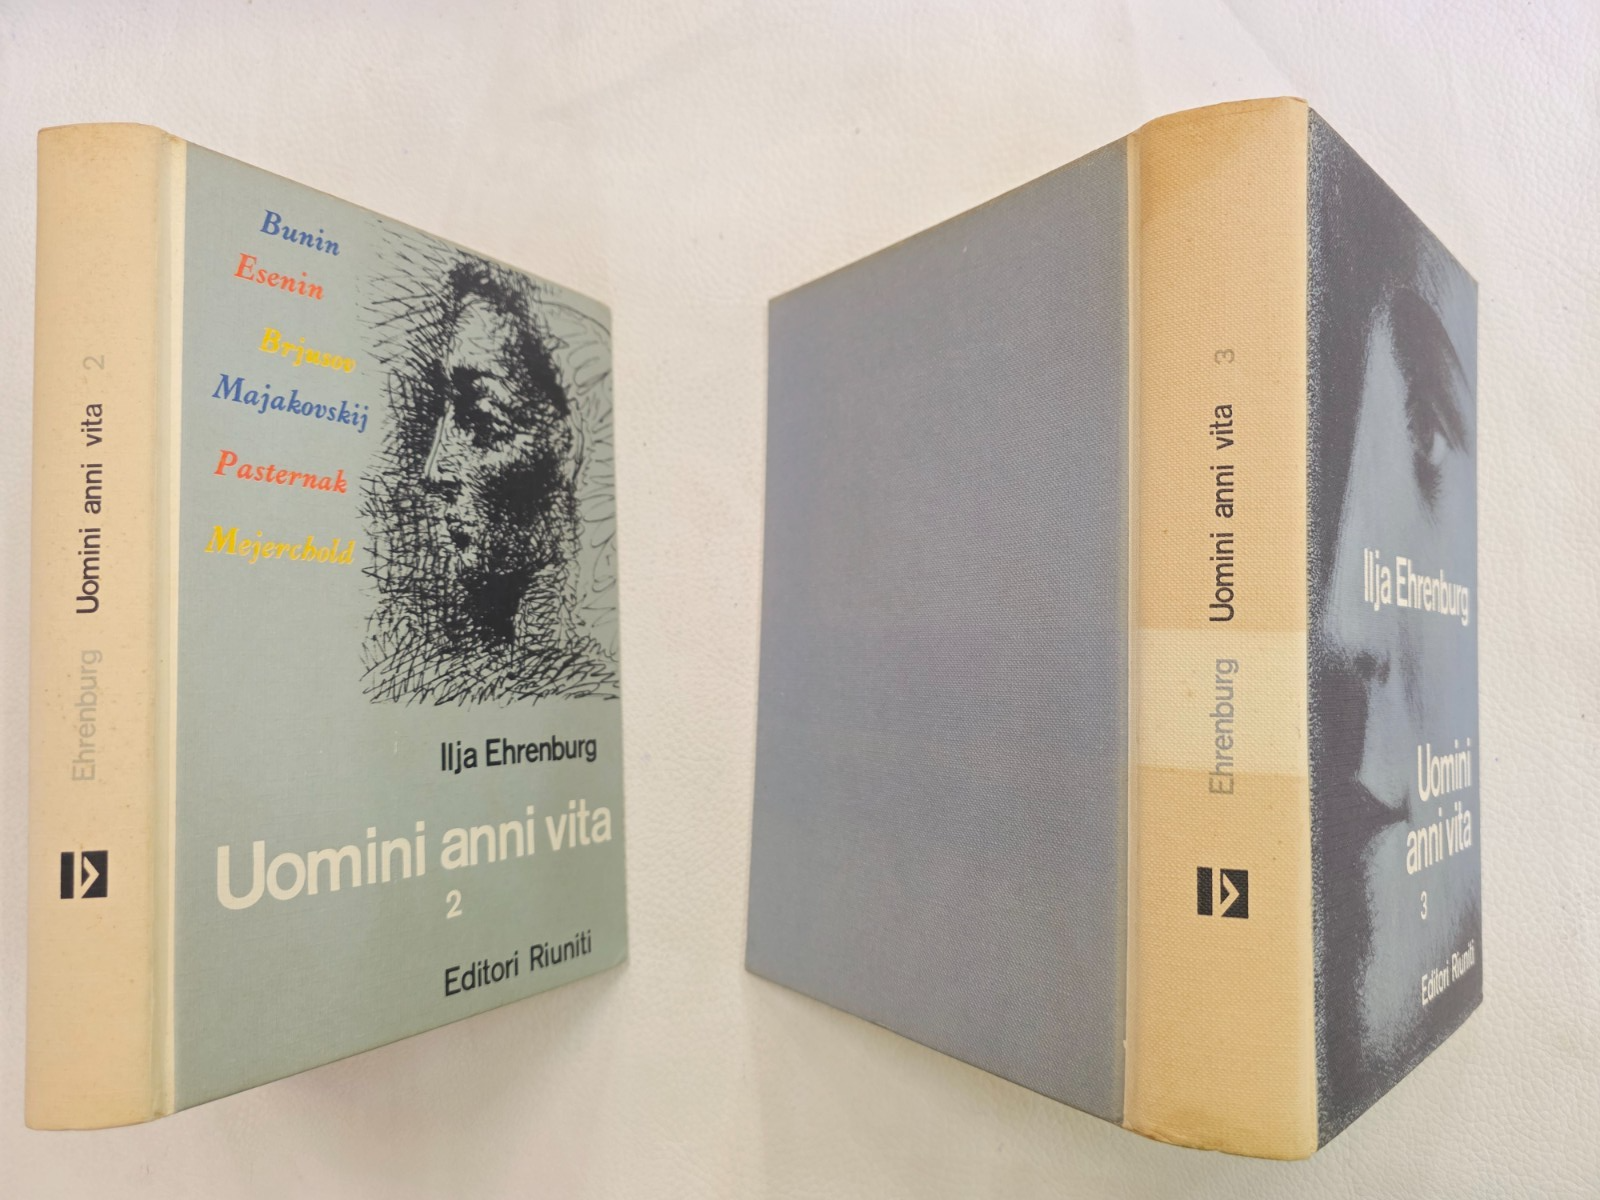 Ehrenburg Uomini anni vita 2
Bunin
Esenin
Brjusov
Majakovskij
Pasternak
Mejerchold
Ilja Ehrenburg
Uomini anni vita
2
Editori Riuniti
Ehrenburg Uomini anni vita 3
Ilja Ehrenburg
Uomini
anni vita
3
Editori Riuniti